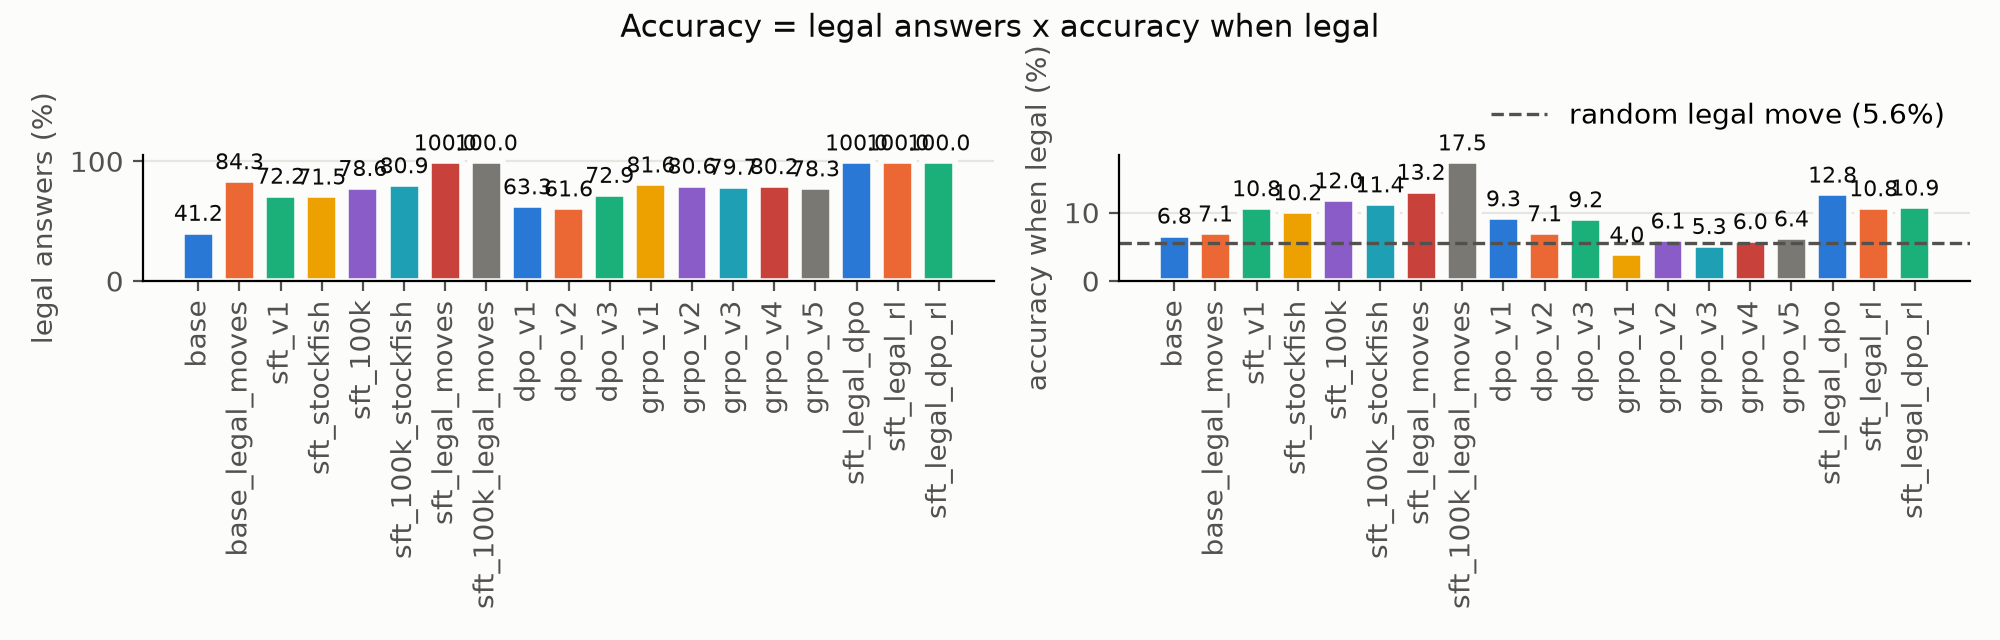 Accuracy = legal answers x accuracy when legal
legal answers (%)
100
0
41.2
84.3
72.2
71.5
78.6
80.9
100.0
100.0
63.3
61.6
72.9
81.6
80.6
79.7
80.2
78.3
100.0
100.0
100.0
base
base_legal_moves
sft_v1
sft_stockfish
sft_100k
sft_100k_stockfish
sft_legal_moves
sft_100k_legal_moves
dpo_v1
dpo_v2
dpo_v3
grpo_v1
grpo_v2
grpo_v3
grpo_v4
grpo_v5
sft_legal_dpo
sft_legal_rl
sft_legal_dpo_rl
accuracy when legal (%)
random legal move (5.6%)
10
0
6.8
7.1
10.8
10.2
12.0
11.4
13.2
17.5
9.3
7.1
9.2
4.0
6.1
5.3
6.0
6.4
12.8
10.8
10.9
base
base_legal_moves
sft_v1
sft_stockfish
sft_100k
sft_100k_stockfish
sft_legal_moves
sft_100k_legal_moves
dpo_v1
dpo_v2
dpo_v3
grpo_v1
grpo_v2
grpo_v3
grpo_v4
grpo_v5
sft_legal_dpo
sft_legal_rl
sft_legal_dpo_rl